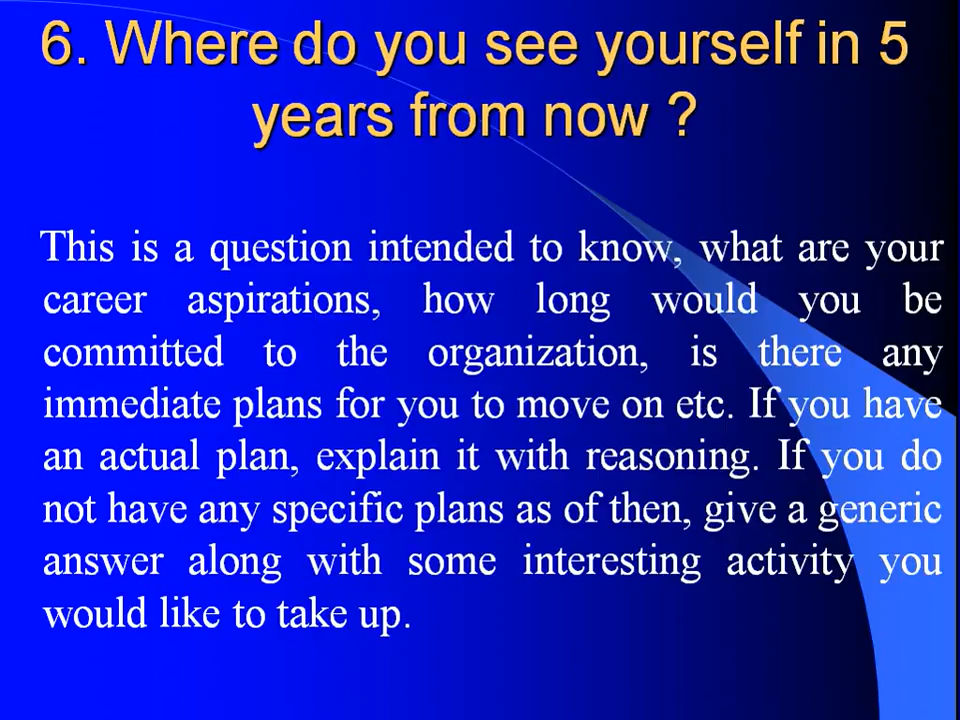 6. Where do you see yourself in 5
years from now ?
This is a question intended to know, what are your
career aspirations, how long would you be
committed to the organization, is there any
immediate plans for you to move on etc. If you have
an actual plan, explain it with reasoning. If you do
not have any specific plans as of then, give a generic
answer along with some interesting activity you
would like to take up.